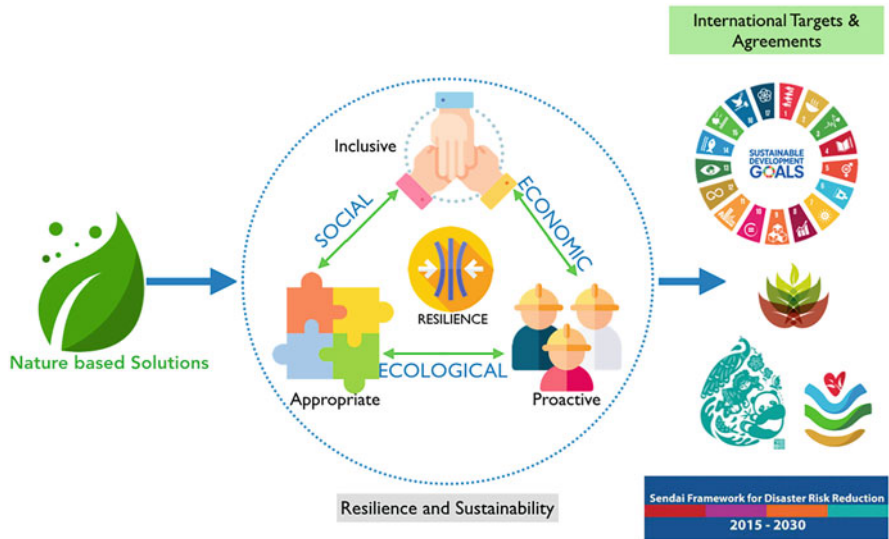 International Targets &
Agreements
SUSTAINABLE
DEVELOPMENT
GOALS
Inclusive
SOCIAL
ECONOMIC
RESILIENCE
Nature based Solutions
ECOLOGICAL
Appropriate
Proactive
Resilience and Sustainability
Sendai Framework for Disaster Risk Reduction
2015 - 2030